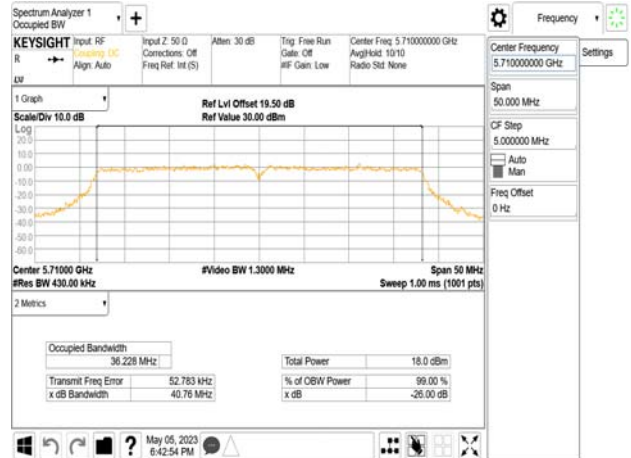 Spectrum Analyzer 1
Occupied BW
KEYSIGHT
R
Input: RF
Coupling: DC
Align: Auto
Input Z: 50 Ω
Corrections: Off
Freq Ref: Int (S)
Atten: 30 dB
Trig: Free Run
Gate: Off
#IF Gain: Low
Center Freq: 5.710000000 GHz
Avg|Hold: 10/10
Radio Std: None
1 Graph
Scale/Div 10.0 dB
Ref Lvl Offset 19.50 dB
Ref Value 30.00 dBm
Log
20.0
10.0
0.00
-10.0
-20.0
-30.0
-40.0
-50.0
-60.0
Center 5.71000 GHz
#Video BW 1.3000 MHz
Span 50 MHz
#Res BW 430.00 kHz
Sweep 1.00 ms (1001 pts)
2 Metrics
Occupied Bandwidth
36.228 MHz
Total Power 18.0 dBm
Transmit Freq Error 52.783 kHz
% of OBW Power 99.00 %
x dB Bandwidth 40.76 MHz
x dB -26.00 dB
?
May 05, 2023
6:42:54 PM
Frequency
Settings
Center Frequency
5.710000000 GHz
Span
50.000 MHz
CF Step
5.000000 MHz
Auto
Man
Freq Offset
0 Hz